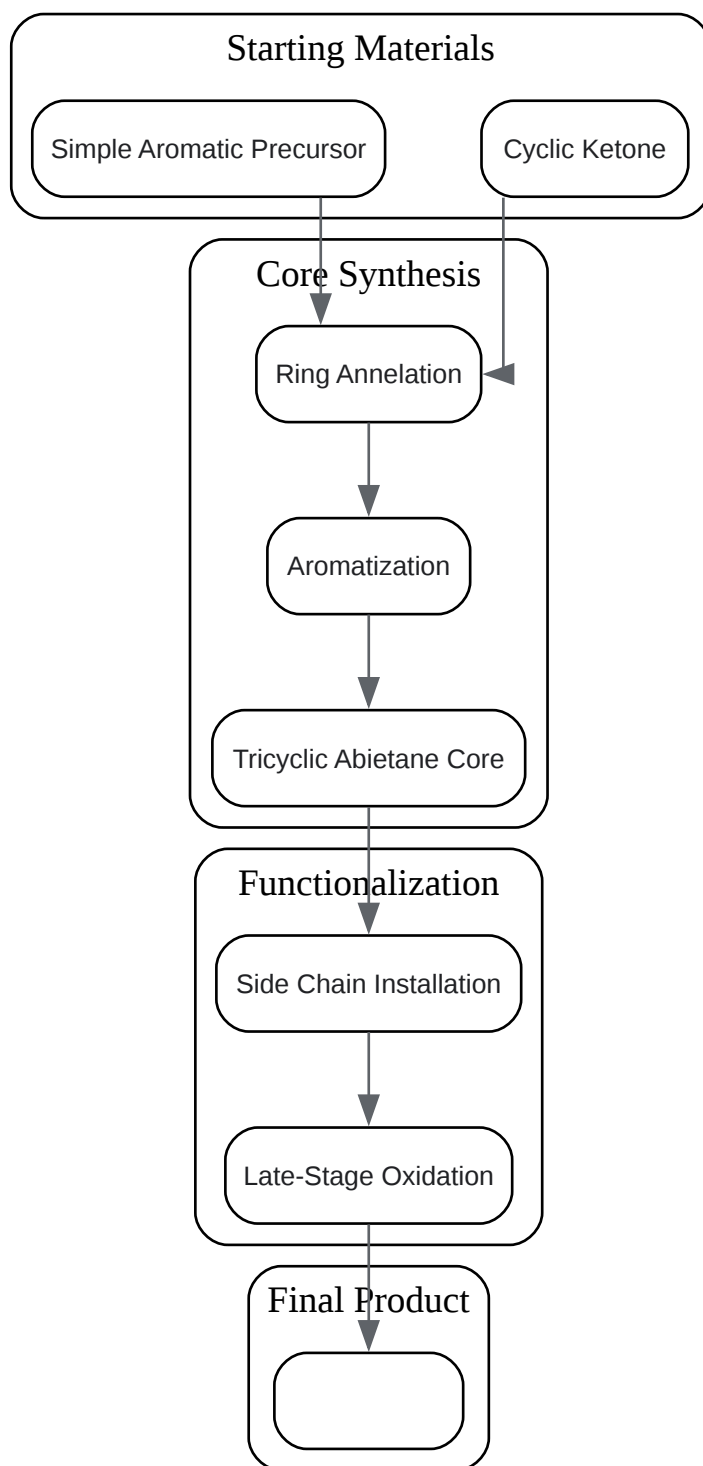 Starting Materials
Simple Aromatic Precursor
Cyclic Ketone
Core Synthesis
Ring Annelation
Aromatization
Tricyclic Abietane Core
Functionalization
Side Chain Installation
Late-Stage Oxidation
Final Product